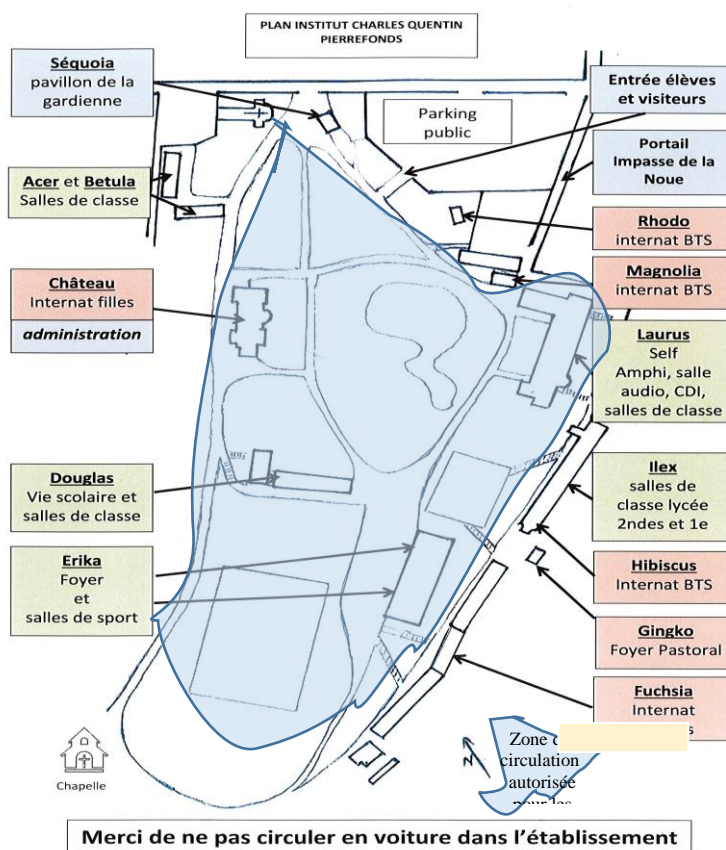 PLAN INSTITUT CHARLES QUENTIN
PIERREFONDS
Séquoia
pavillon de la
gardienne
Parking
public
Entrée élèves
et visiteurs
Portail
Impasse de la
Noue
Acer et Betula
Salles de classe
Rhodo
internat BTS
Château
Internat filles
administration
Magnolia
internat BTS
Laurus
Self
Amphi, salle
audio, CDI,
salles de classe
Douglas
Vie scolaire et
salles de classe
Ilex
salles de
classe lycée
2ndes et 1e
Erika
Foyer
et
salles de sport
Hibiscus
Internat BTS
Gingko
Foyer Pastoral
Fuchsia
Internat
Chapelle
N
Zone
circulation
autorisée
pour les
Merci de ne pas circuler en voiture dans l'établissement